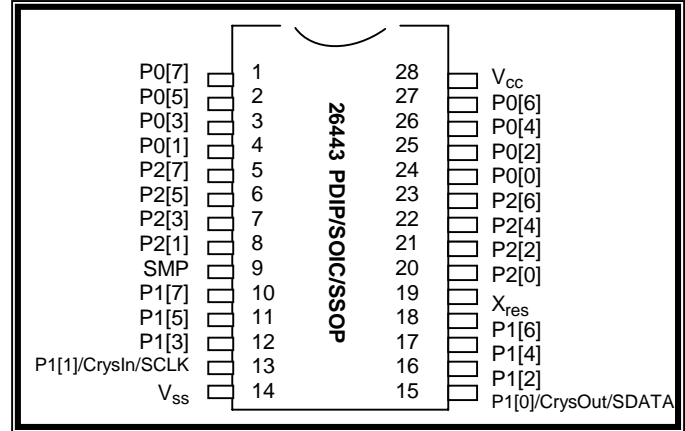 P0[7] 1 28 Vcc
P0[5] 2 27 P0[6]
P0[3] 3 26 P0[4]
P0[1] 4 25 P0[2]
P2[7] 5 24 P0[0]
P2[5] 6 23 P2[6]
P2[3] 7 22 P2[4]
P2[1] 8 21 P2[2]
SMP 9 20 P2[0]
P1[7] 10 19 Xres
P1[5] 11 18 P1[6]
P1[3] 12 17 P1[4]
P1[1]/CrysIn/SCLK 13 16 P1[2]
Vss 14 15 P1[0]/CrysOut/SDATA
26443 PDIP/SOIC/SSOP